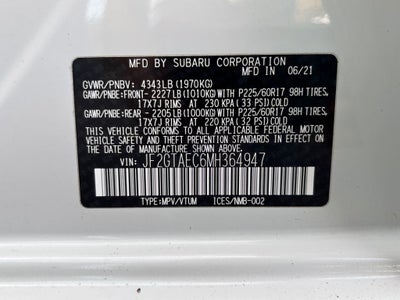 MFD BY SUBARU CORPORATION
MADE IN 06/21
GVWR/PNBV: 4343LB (1970KG)
GAWR/PNBE:FRONT- 2227LB (1010KG) WITH P225/60R17 98H TIRES,
17X7J RIMS AT 230 KPA (33 PSI) COLD
GAWR/PNBE:REAR - 2205LB (1000KG) WITH P225/60R17 98H TIRES,
17X7J RIMS AT 220 KPA (32 PSI) COLD
THIS VEHICLE CONFORMS TO ALL APPLICABLE FEDERAL MOTOR
VEHICLE SAFETY AND THEFT PREVENTION STANDARDS IN EFFECT ON
THE DATE OF MANUFACTURE SHOWN ABOVE.
VIN: JF2GTAEC6MH364947
TYPE:MPV/VTUM ICES/NMB-002